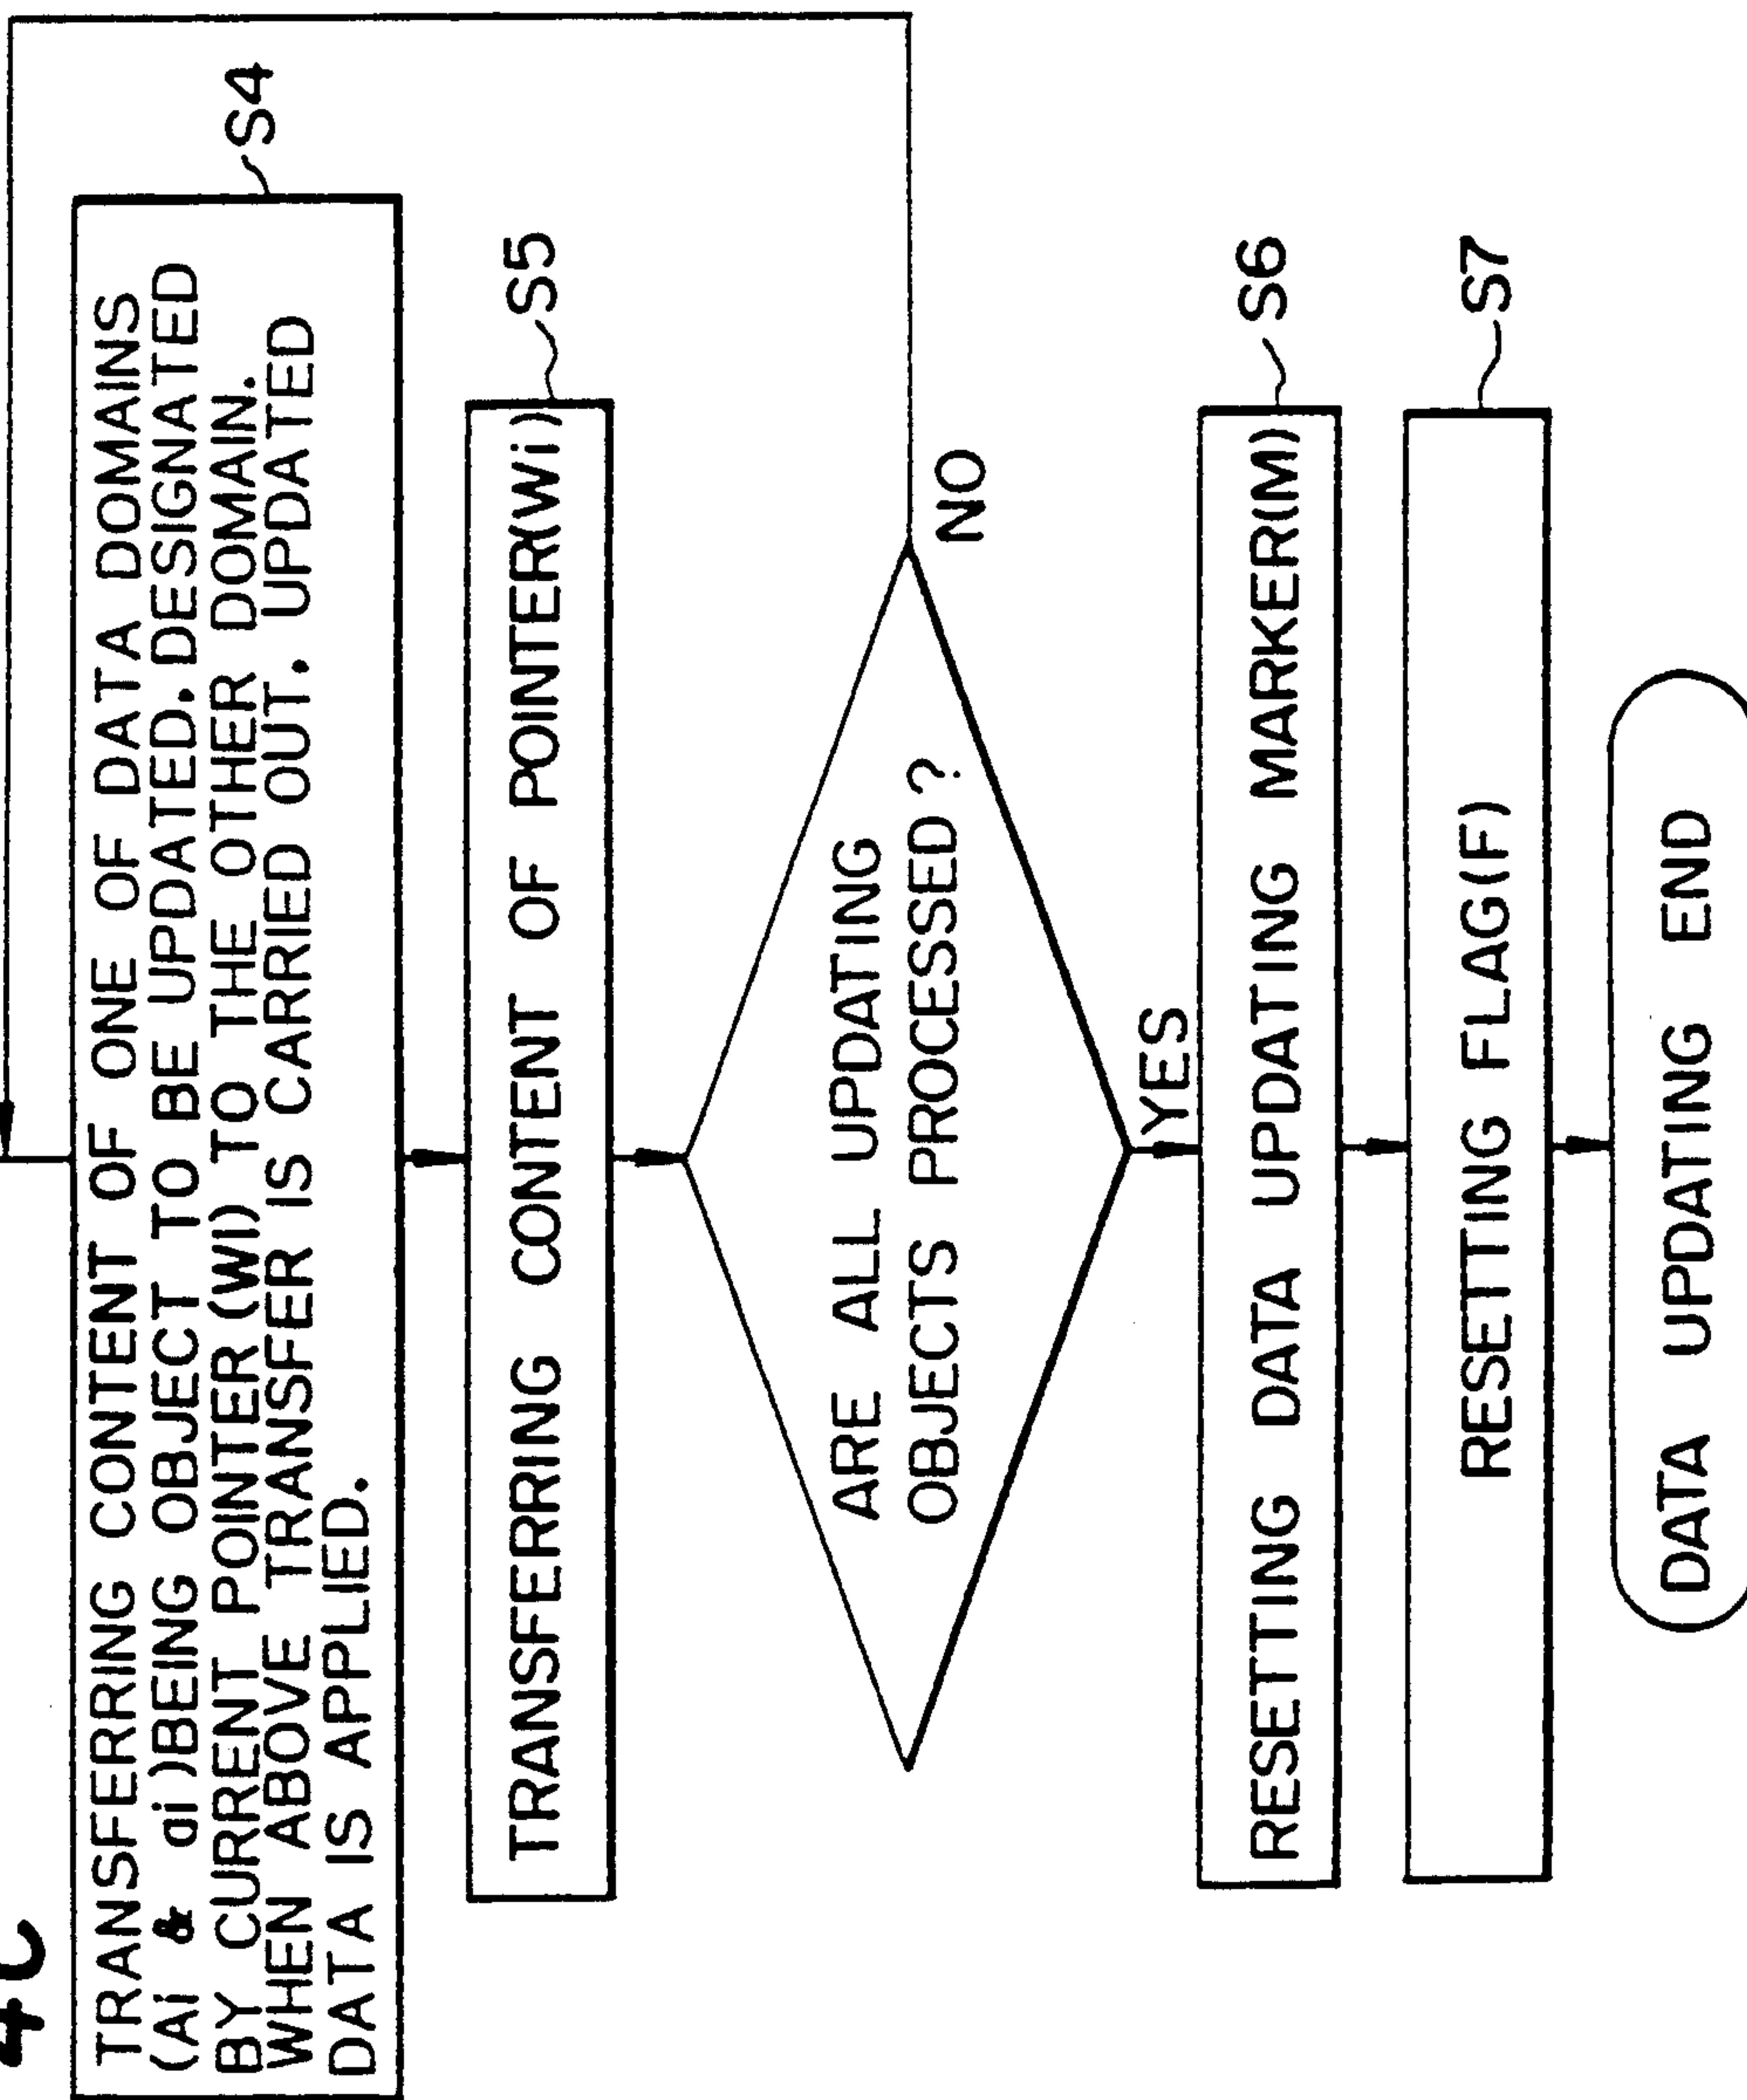 4C
TRANSFERRING CONTENT OF ONE OF DATA DOMAINS
(Ai & ai)BEING OBJECT TO BE UPDATED. DESIGNATED
BY CURRENT POINTER (Wi) TO THE OTHER DOMAIN.
WHEN ABOVE TRANSFER IS CARRIED OUT. UPDATED
DATA IS APPLIED.
S4
TRANSFERRING CONTENT OF POINTER(Wi)
S5
ARE ALL UPDATING
OBJECTS PROCESSED ?
NO
YES
RESETTING DATA UPDATING MARKER(M)
S6
RESETTING FLAG(F)
S7
DATA UPDATING END